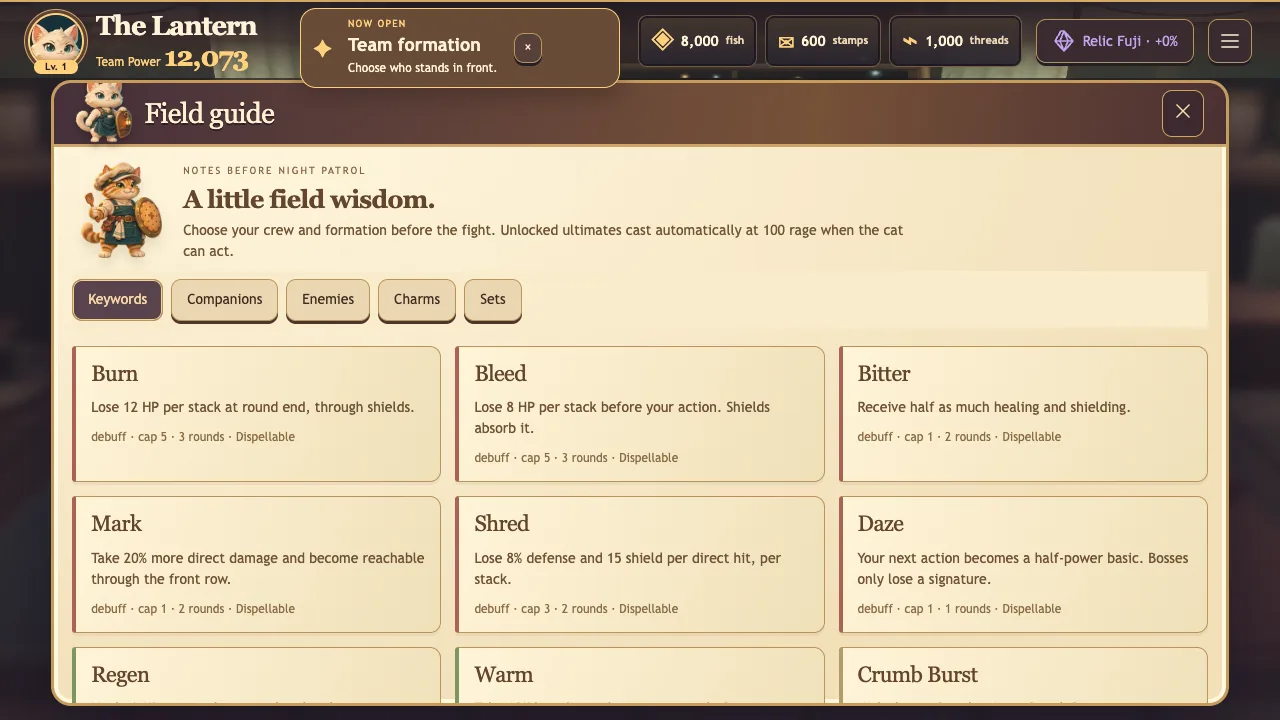 The Lantern
Team Power 12,073
Lv. 1
NOW OPEN
Team formation
Choose who stands in front.
×
8,000 fish
600 stamps
1,000 threads
Relic Fuji · +0%
Field guide
NOTES BEFORE NIGHT PATROL
A little field wisdom.
Choose your crew and formation before the fight. Unlocked ultimates cast automatically at 100 rage when the cat
can act.
Keywords
Companions
Enemies
Charms
Sets
Burn
Lose 12 HP per stack at round end, through shields.
debuff · cap 5 · 3 rounds · Dispellable
Bleed
Lose 8 HP per stack before your action. Shields
absorb it.
debuff · cap 5 · 3 rounds · Dispellable
Bitter
Receive half as much healing and shielding.
debuff · cap 1 · 2 rounds · Dispellable
Mark
Take 20% more direct damage and become reachable
through the front row.
debuff · cap 1 · 2 rounds · Dispellable
Shred
Lose 8% defense and 15 shield per direct hit, per
stack.
debuff · cap 3 · 2 rounds · Dispellable
Daze
Your next action becomes a half-power basic. Bosses
only lose a signature.
debuff · cap 1 · 1 rounds · Dispellable
Regen
Warm
Crumb Burst